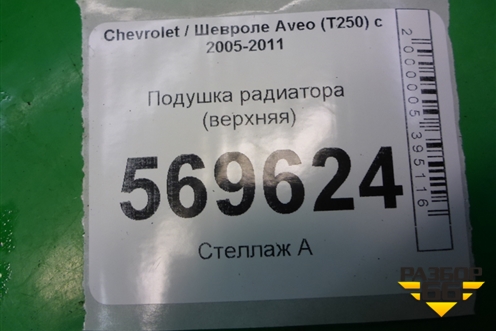 Chevrolet / Шевроле Aveo (T250) с
2005-2011
Подушка радиатора
(верхняя)
569624
Стеллаж А
2000005395116
РАЗБОР